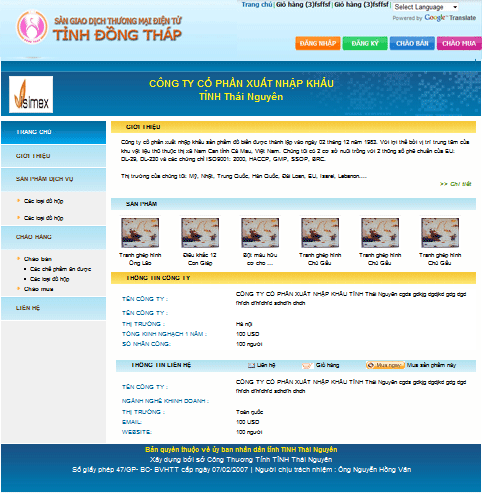 Trang chủ | Giỏ hàng (3)fsffsf | Giỏ hàng (3)fsffsf
Select Language
Powered by Google Translate
SÀN GIAO DỊCH THƯƠNG MẠI ĐIỆN TỬ
TỈNH ĐỒNG THÁP
ĐĂNG NHẬP
ĐĂNG KÝ
CHÀO BÁN
CHÀO MUA
Visimex
CÔNG TY CỔ PHẦN XUẤT NHẬP KHẨU
TỈNH Thái Nguyên
TRANG CHỦ
GIỚI THIỆU
SẢN PHẨM DỊCH VỤ
Các loại đồ hộp
Các loại đồ hộp
CHÀO HÀNG
Chào bán
Các chế phẩm ăn được
Các loại đồ hộp
Chào mua
LIÊN HỆ
GIỚI THIỆU
Công ty cổ phần xuất nhập khẩu sản phẩm đồ biển được thành lập vào ngày 02 tháng 12 năm 1983. Với lợi thế bởi vị trí trung tâm của
khu vật liệu thô thuộc thị xã Nam Can tỉnh Cà Mau, Việt Nam. Chúng tôi có 2 cơ sở nuôi trồng với 2 thông số ghê chuẩn của EU:
DL-29, DL-230 và các chứng chỉ ISO9001: 2000, HACCP, GMP, SSOP, BRC.
Thị trường của chúng tôi: Mỹ, Nhật, Trung Quốc, Hàn Quốc, Đài Loan, EU, Israel, Lebanon.....
>> Chi tiết
SẢN PHẨM
Tranh ghép hình Ông Lão
Điêu khắc 12 Con Giáp
Bột màu hữu cơ cho ...
Tranh ghép hình Chú Gấu
Tranh ghép hình Chú Gấu
Tranh ghép hình Chú Gấu
THÔNG TIN CÔNG TY
TÊN CÔNG TY :
CÔNG TY CỔ PHẦN XUẤT NHẬP KHẨU TỈNH Thái Nguyên
TÊN CÔNG TY :
THỊ TRƯỜNG :
Hà nội
TỔNG KINH NGHẠCH 1 NĂM :
100 USD
SỐ NHÂN CÔNG:
100 người
THÔNG TIN LIÊN HỆ
Liên hệ
Giỏ hàng
Mua ngay
Mua sản phẩm này
TÊN CÔNG TY :
CÔNG TY CỔ PHẦN XUẤT NHẬP KHẨU TỈNH Thái Nguyên
NGÀNH NGHỀ KINH DOANH :
THỊ TRƯỜNG :
Toàn quốc
EMAIL:
100 USD
WEBSITE:
100 người
Bản quyền thuộc về ủy ban nhân dân tỉnh TỈNH Thái Nguyên
Xây dựng bởi sở Công Thương Tỉnh TỈNH Thái Nguyên
Số giấy phép 47/GP- BC- BVHTT cấp ngày 07/02/2007 | Người chịu trách nhiệm : Ông Nguyễn Hồng Vân